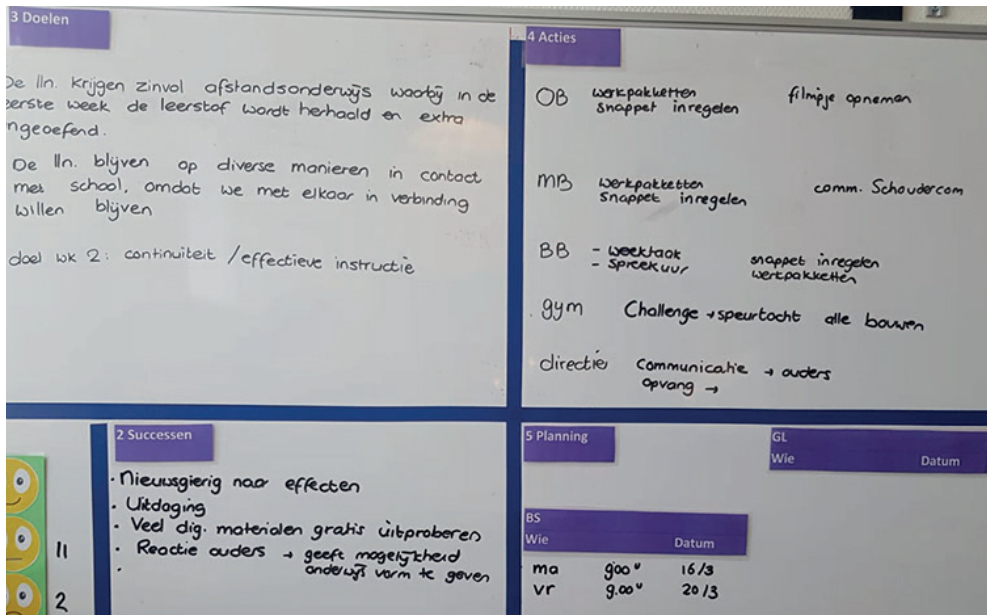 3 Doelen
De lln. krijgen zinvol afstandsonderwijs waarbij in de
eerste week de leerstof wordt herhaald en extra
ngeoefend.
De lln. blijven op diverse manieren in contact
met school, omdat we met elkaar in verbinding
willen blijven
doel wk 2: continuiteit / effectieve instructie
4 Acties
OB werkpakketten filmpje opnemen
snappet inregelen
MB werkpakketten comm. Schoudercom
snappet inregelen
BB - weektaak snappet inregelen
- spreekuur werkpakketten
gym Challenge → speurtocht alle bouwen
directie communicatie → ouders
opvang →
2 Successen
· Nieuwsgierig naar effecten
· Uitdaging
· Veel dig. materialen gratis uitproberen
· Reactie ouders → geeft mogelijkheid
onderwijs vorm te geven
·
11
2
5 Planning
GL
Wie Datum
BS
Wie Datum
ma 9.00 u 16/3
vr 9.00 u 20/3